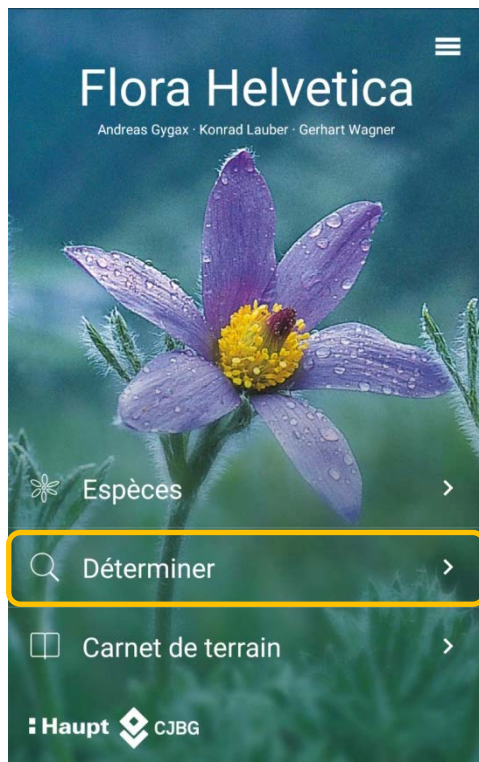 Flora Helvetica
Andreas Gygax · Konrad Lauber · Gerhart Wagner
Espèces
Déterminer
Carnet de terrain
Haupt CJBG